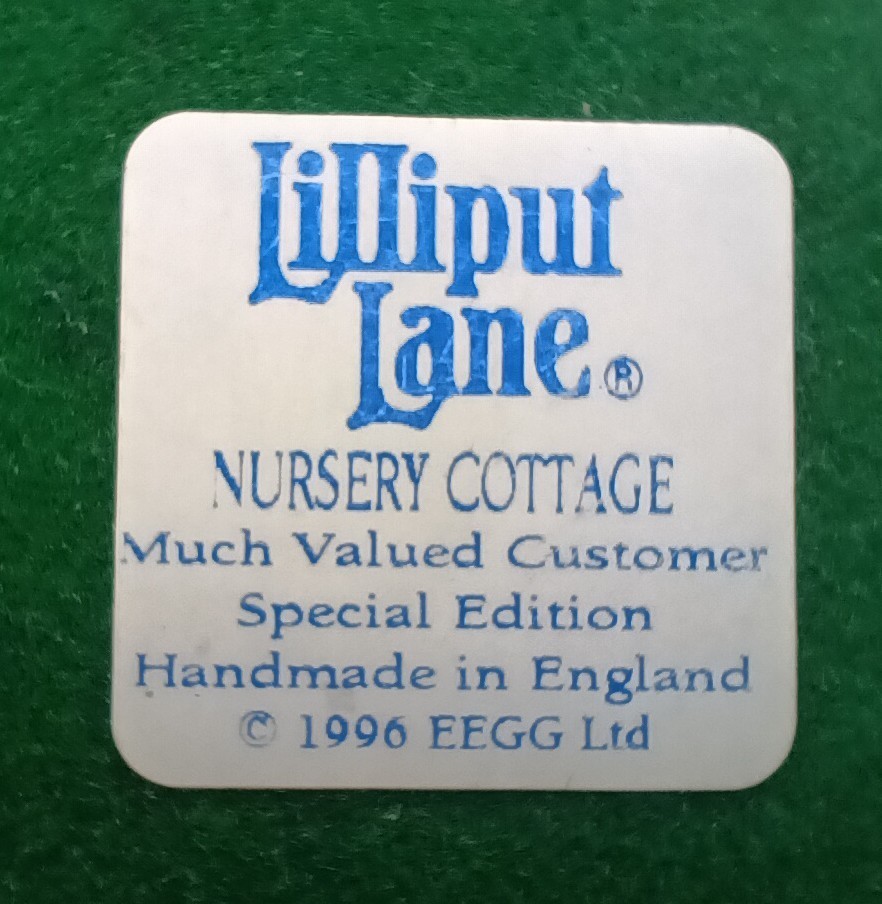 Lilliput
Lane®
NURSERY COTTAGE
Much Valued Customer
Special Edition
Handmade in England
© 1996 EEGG Ltd